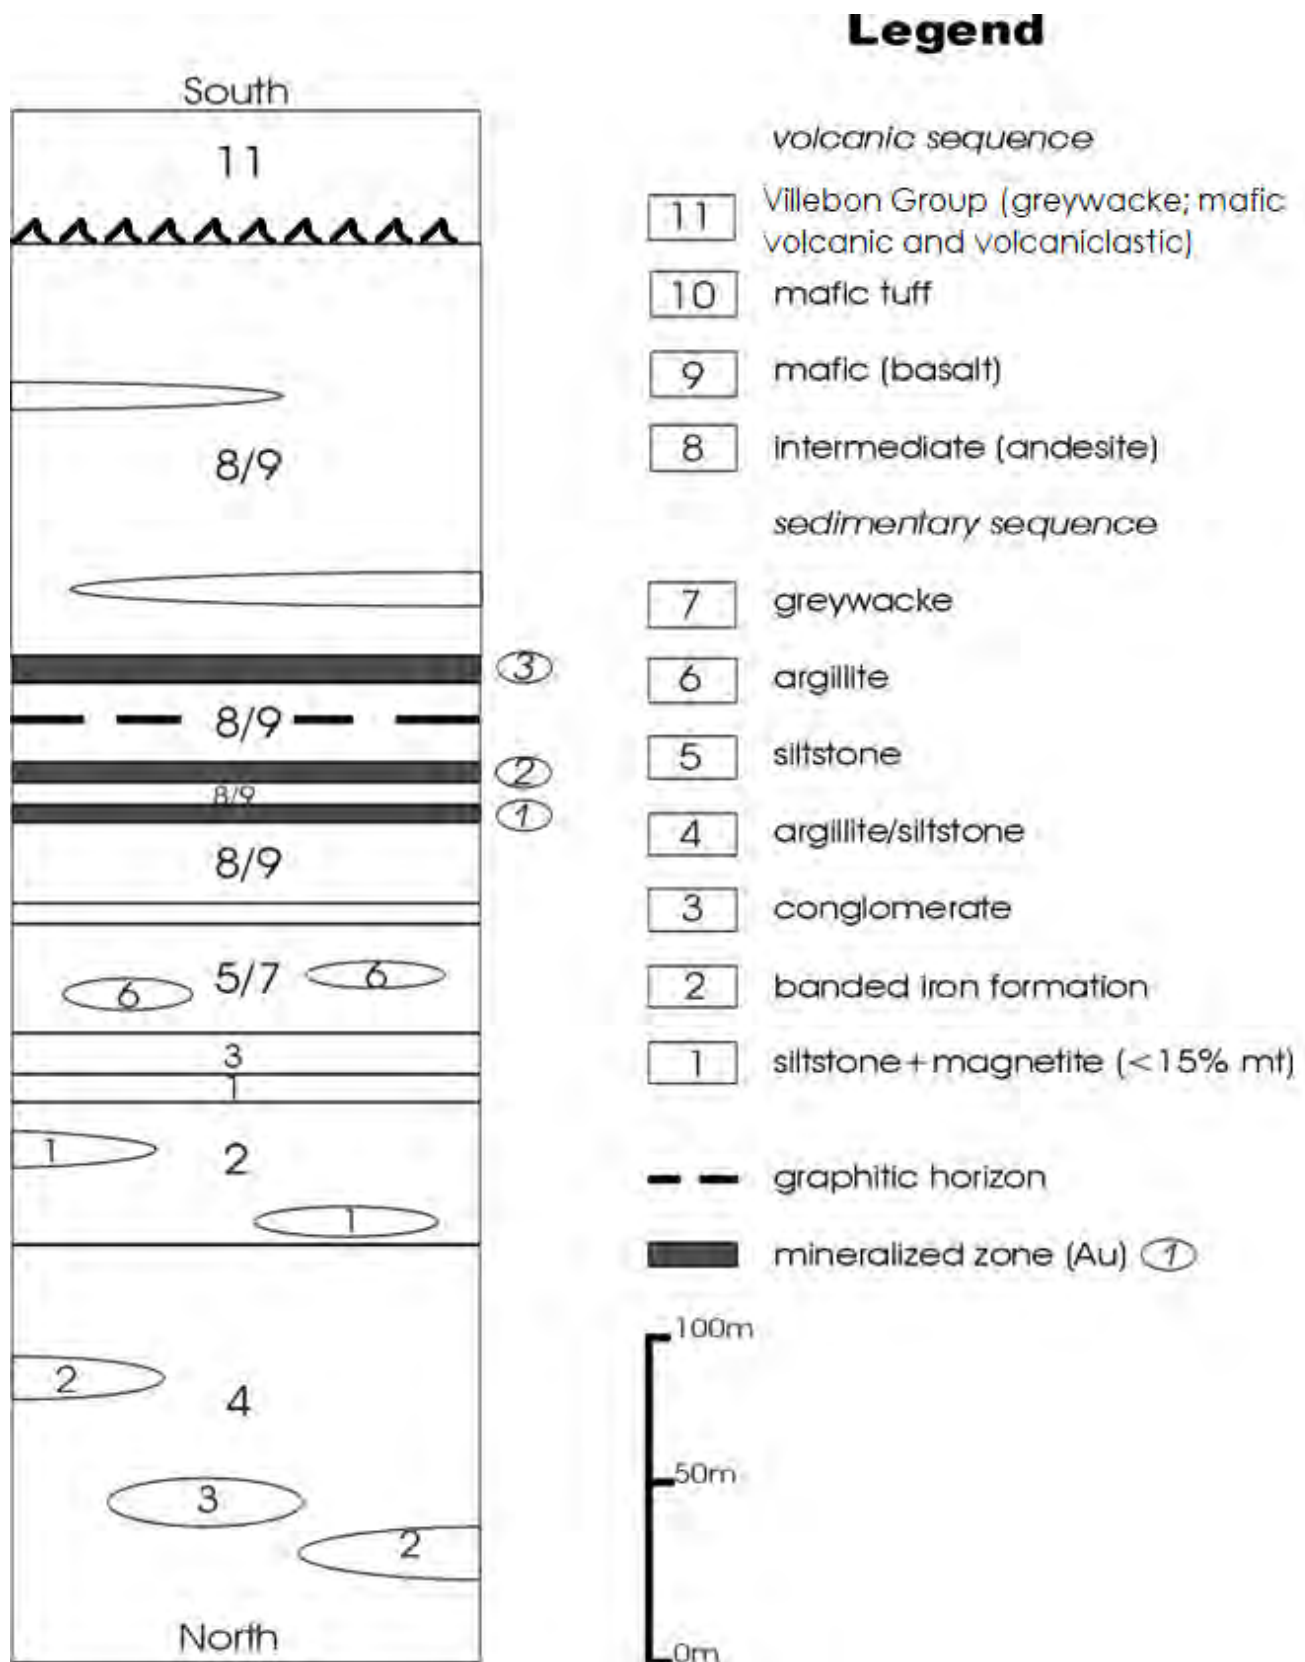 Legend
South
11
8/9
3
8/9
2
8/9
1
8/9
5/7
6
6
3
1
1
2
1
2
4
3
2
North
volcanic sequence
11 Villebon Group (greywacke; mafic
volcanic and volcaniclastic)
10 mafic tuff
9 mafic (basalt)
8 intermediate (andesite)
sedimentary sequence
7 greywacke
6 argillite
5 siltstone
4 argillite/siltstone
3 conglomerate
2 banded iron formation
1 siltstone+magnetite (<15% mt)
graphitic horizon
mineralized zone (Au) 1
100m
50m
0m